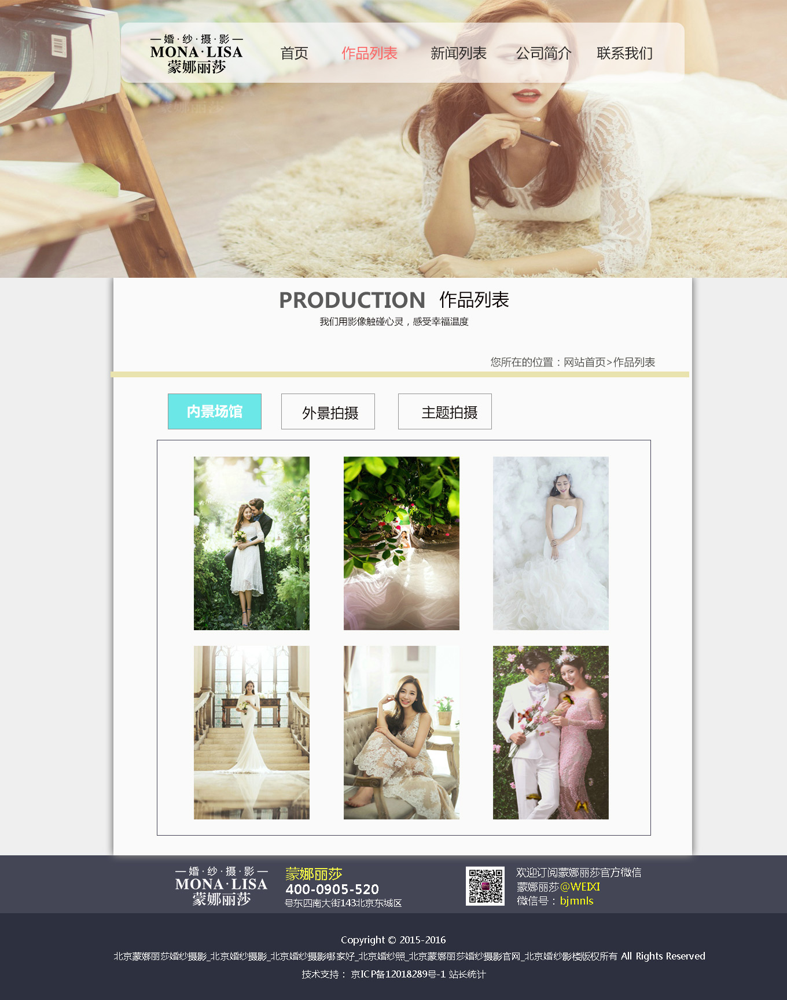 婚·纱·摄·影
MONA·LISA
蒙娜丽莎
首页 作品列表 新闻列表 公司简介 联系我们
PRODUCTION 作品列表
我们用影像触碰心灵，感受幸福温度
您所在的位置：网站首页>作品列表
内景场馆 外景拍摄 主题拍摄
婚·纱·摄·影
MONA·LISA
蒙娜丽莎
蒙娜丽莎
400-0905-520
号东四南大街143北京东城区
欢迎订阅蒙娜丽莎官方微信
蒙娜丽莎@WEIXI
微信号：bjmnls
Copyright © 2015-2016
北京蒙娜丽莎婚纱摄影_北京婚纱摄影_北京婚纱摄影哪家好_北京婚纱照_北京蒙娜丽莎婚纱摄影官网_北京婚纱影楼版权所有 All Rights Reserved
技术支持： 京ICP备12018289号-1 站长统计